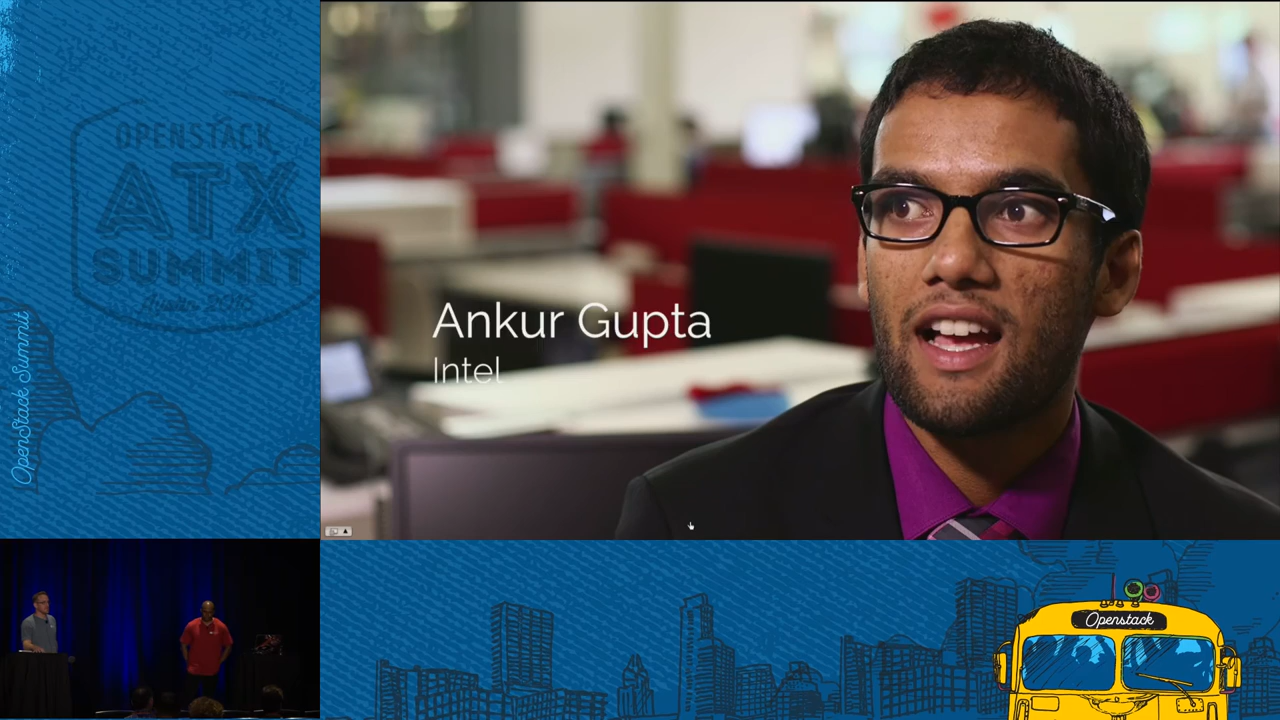 OPENSTACK
ATX
SUMMIT
OpenStack Summit
Ankur Gupta
Intel
Openstack